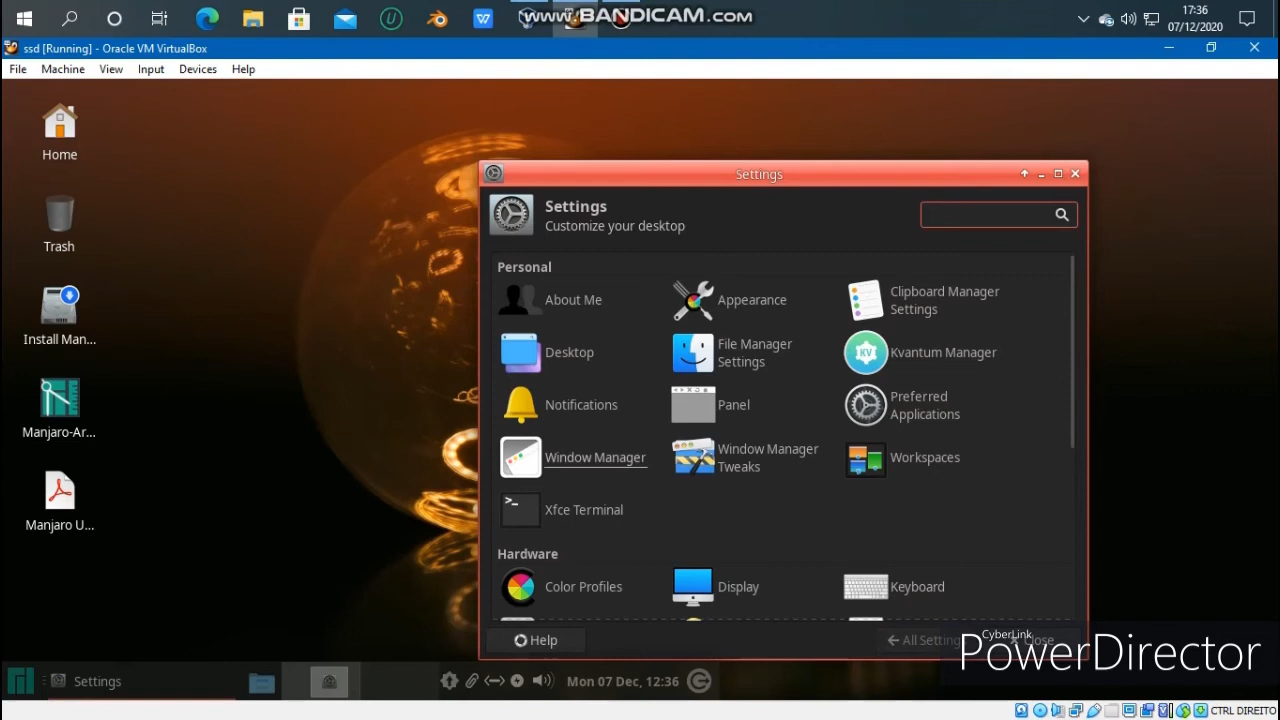 www.BANDICAM.com
17:36
07/12/2020
ssd [Running] - Oracle VM VirtualBox
File Machine View Input Devices Help
Home
Trash
Install Man...
Manjaro-Ar...
Manjaro U...
Settings
Settings
Customize your desktop
Personal
About Me
Appearance
Clipboard Manager
Settings
Desktop
File Manager
Settings
KV
Kvantum Manager
Notifications
Panel
Preferred
Applications
Window Manager
Window Manager
Tweaks
Workspaces
Xfce Terminal
Hardware
Color Profiles
Display
Keyboard
Help
All Setting
Close
CyberLink
PowerDirector
Settings
Mon 07 Dec, 12:36
CTRL DIREITO